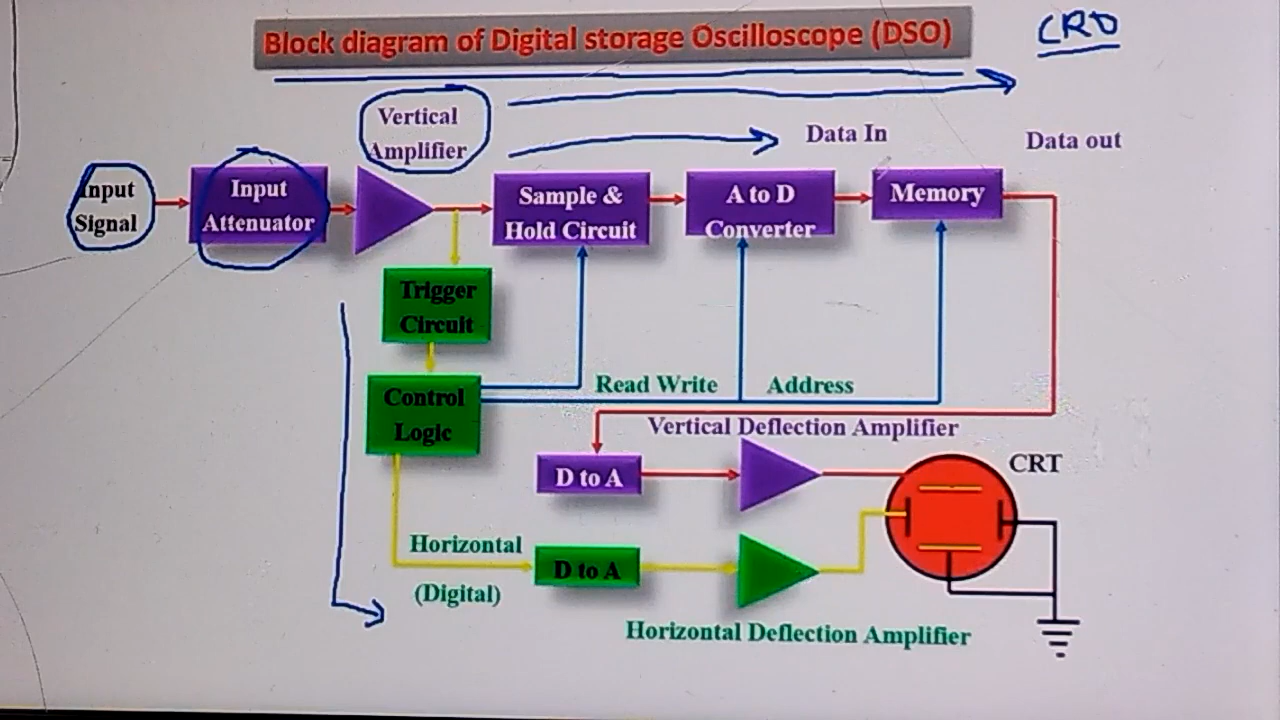 Block diagram of Digital storage Oscilloscope (DSO)
CRO
Vertical
Amplifier
Data In
Data out
Input
Signal
Input
Attenuator
Sample &
Hold Circuit
A to D
Converter
Memory
Trigger
Circuit
Control
Logic
Read Write
Address
Vertical Deflection Amplifier
D to A
CRT
Horizontal
(Digital)
D to A
Horizontal Deflection Amplifier